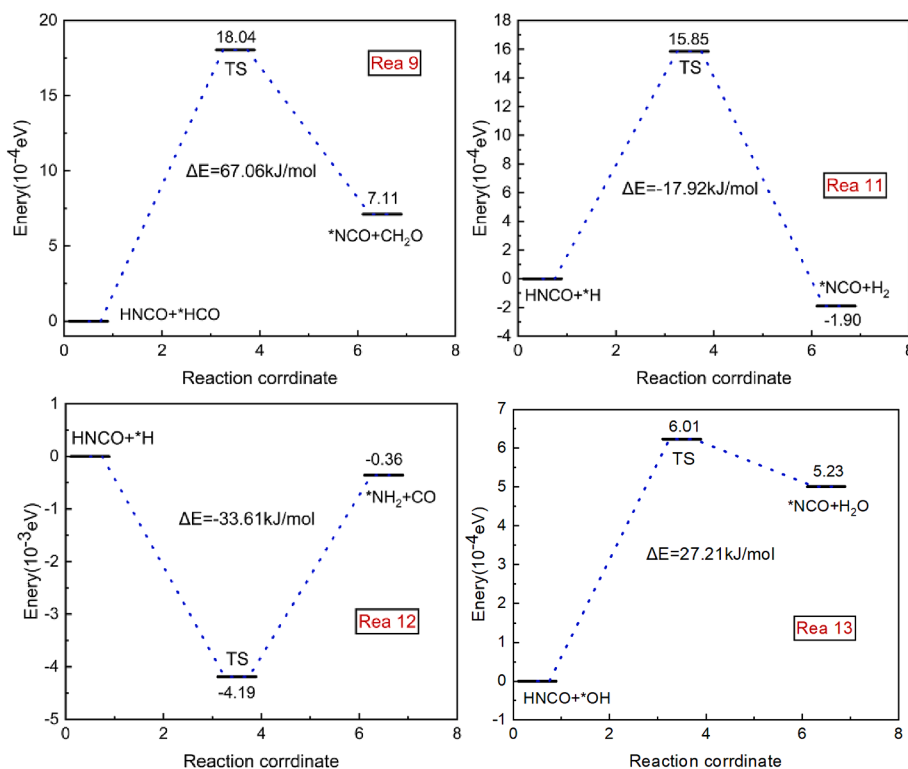 20
15
10
5
0
0
2
4
6
8
Enery(10⁻⁴eV)
Reaction corrdinate
18.04
TS
Rea 9
ΔE=67.06kJ/mol
7.11
*NCO+CH₂O
HNCO+*HCO
16
14
12
10
8
6
4
2
0
-2
-4
0
2
4
6
8
Enery(10⁻⁴eV)
Reaction corrdinate
15.85
TS
Rea 11
ΔE=-17.92kJ/mol
HNCO+*H
*NCO+H₂
-1.90
1
0
-1
-2
-3
-4
-5
0
2
4
6
8
Enery(10⁻³eV)
Reaction corrdinate
HNCO+*H
-0.36
*NH₂+CO
ΔE=-33.61kJ/mol
Rea 12
TS
-4.19
7
6
5
4
3
2
1
0
-1
0
2
4
6
8
Enery(10⁻⁴eV)
Reaction corrdinate
6.01
TS
5.23
*NCO+H₂O
ΔE=27.21kJ/mol
Rea 13
HNCO+*OH